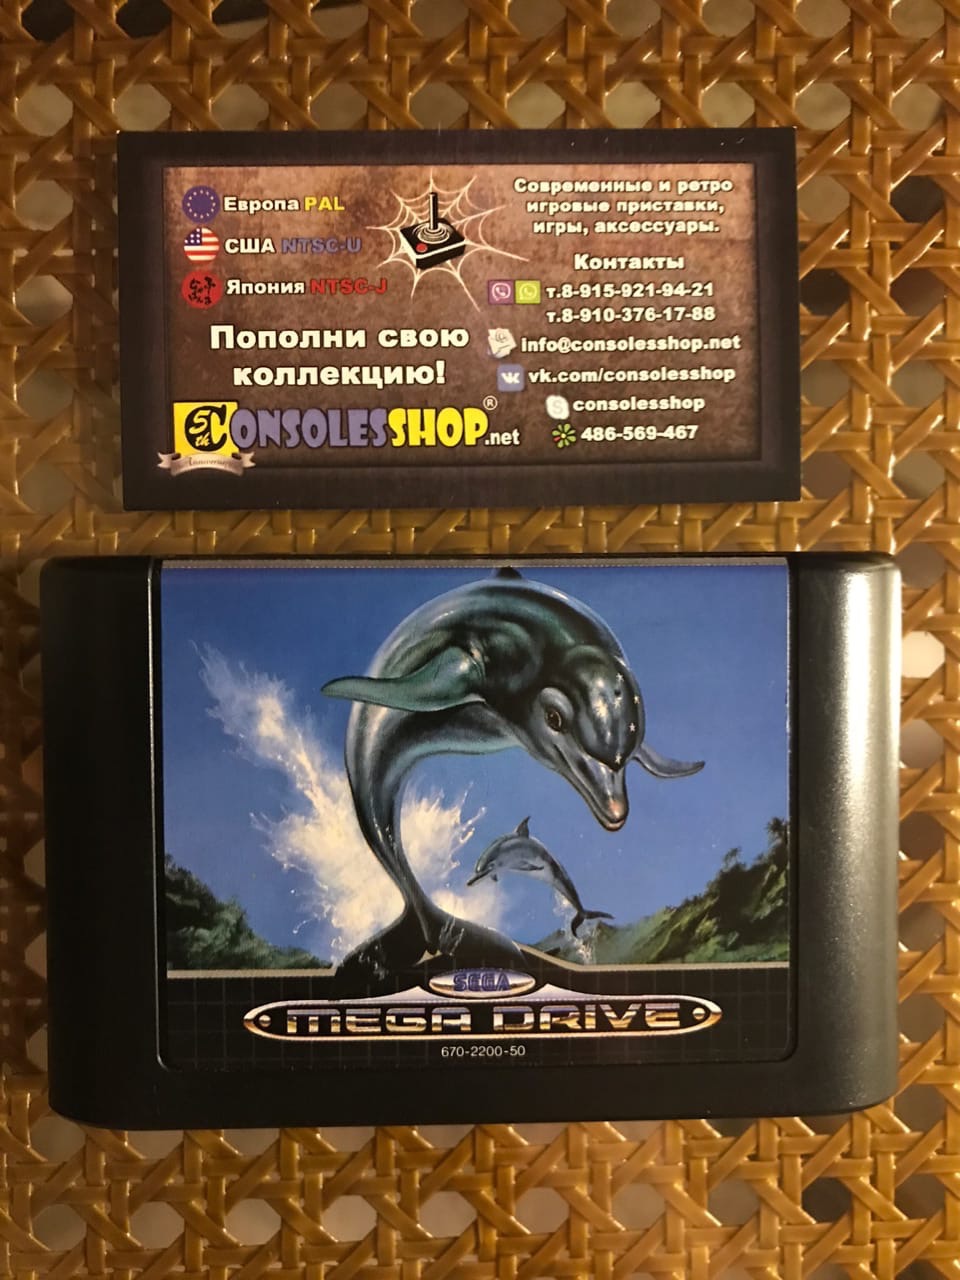 Европа PAL
США NTSC-U
Япония NTSC-J
Пополни свою
коллекцию!
5th
Anniversary
CONSOLESSHOP.net
®
Современные и ретро
игровые приставки,
игры, аксессуары.
Контакты
т.8-915-921-94-21
т.8-910-376-17-88
info@consolesshop.net
vk.com/consolesshop
consolesshop
486-569-467
SEGA
MEGA DRIVE
670-2200-50